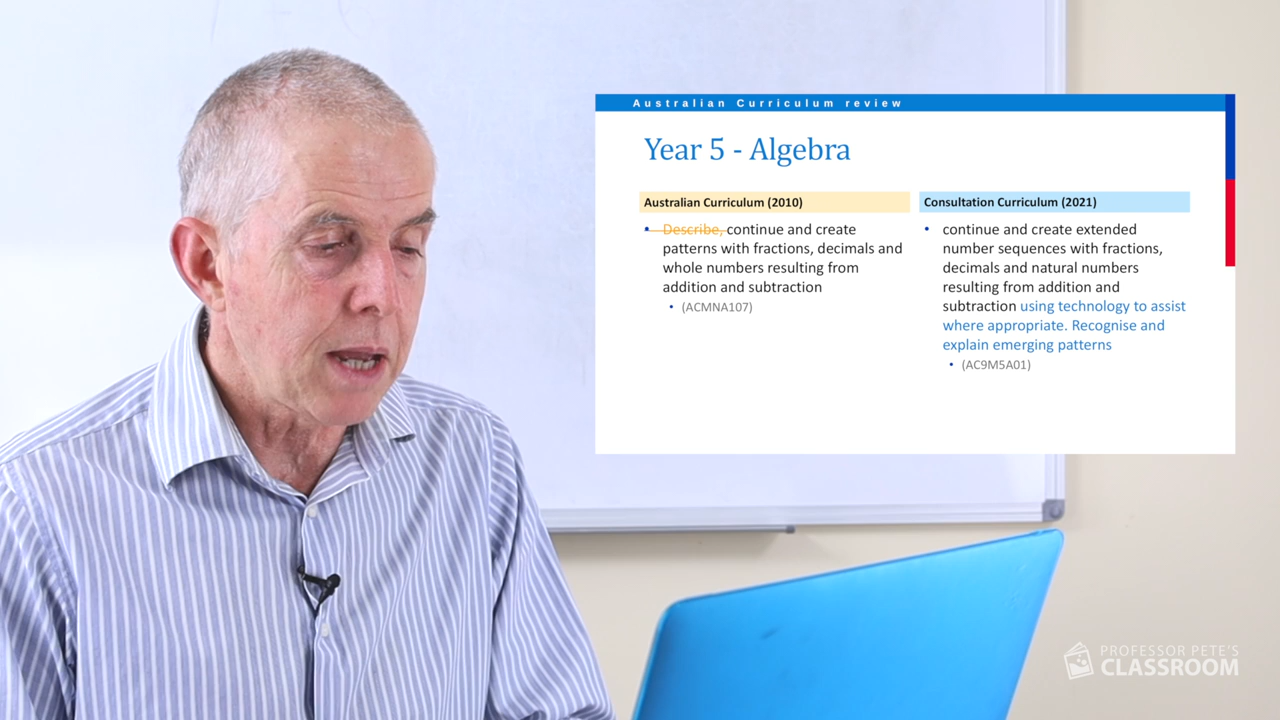 Australian Curriculum review
Year 5 - Algebra
Australian Curriculum (2010)
• Describe, continue and create
patterns with fractions, decimals and
whole numbers resulting from
addition and subtraction
• (ACMNA107)
Consultation Curriculum (2021)
• continue and create extended
number sequences with fractions,
decimals and natural numbers
resulting from addition and
subtraction using technology to assist
where appropriate. Recognise and
explain emerging patterns
• (AC9M5A01)
PROFESSOR PETE'S
CLASSROOM